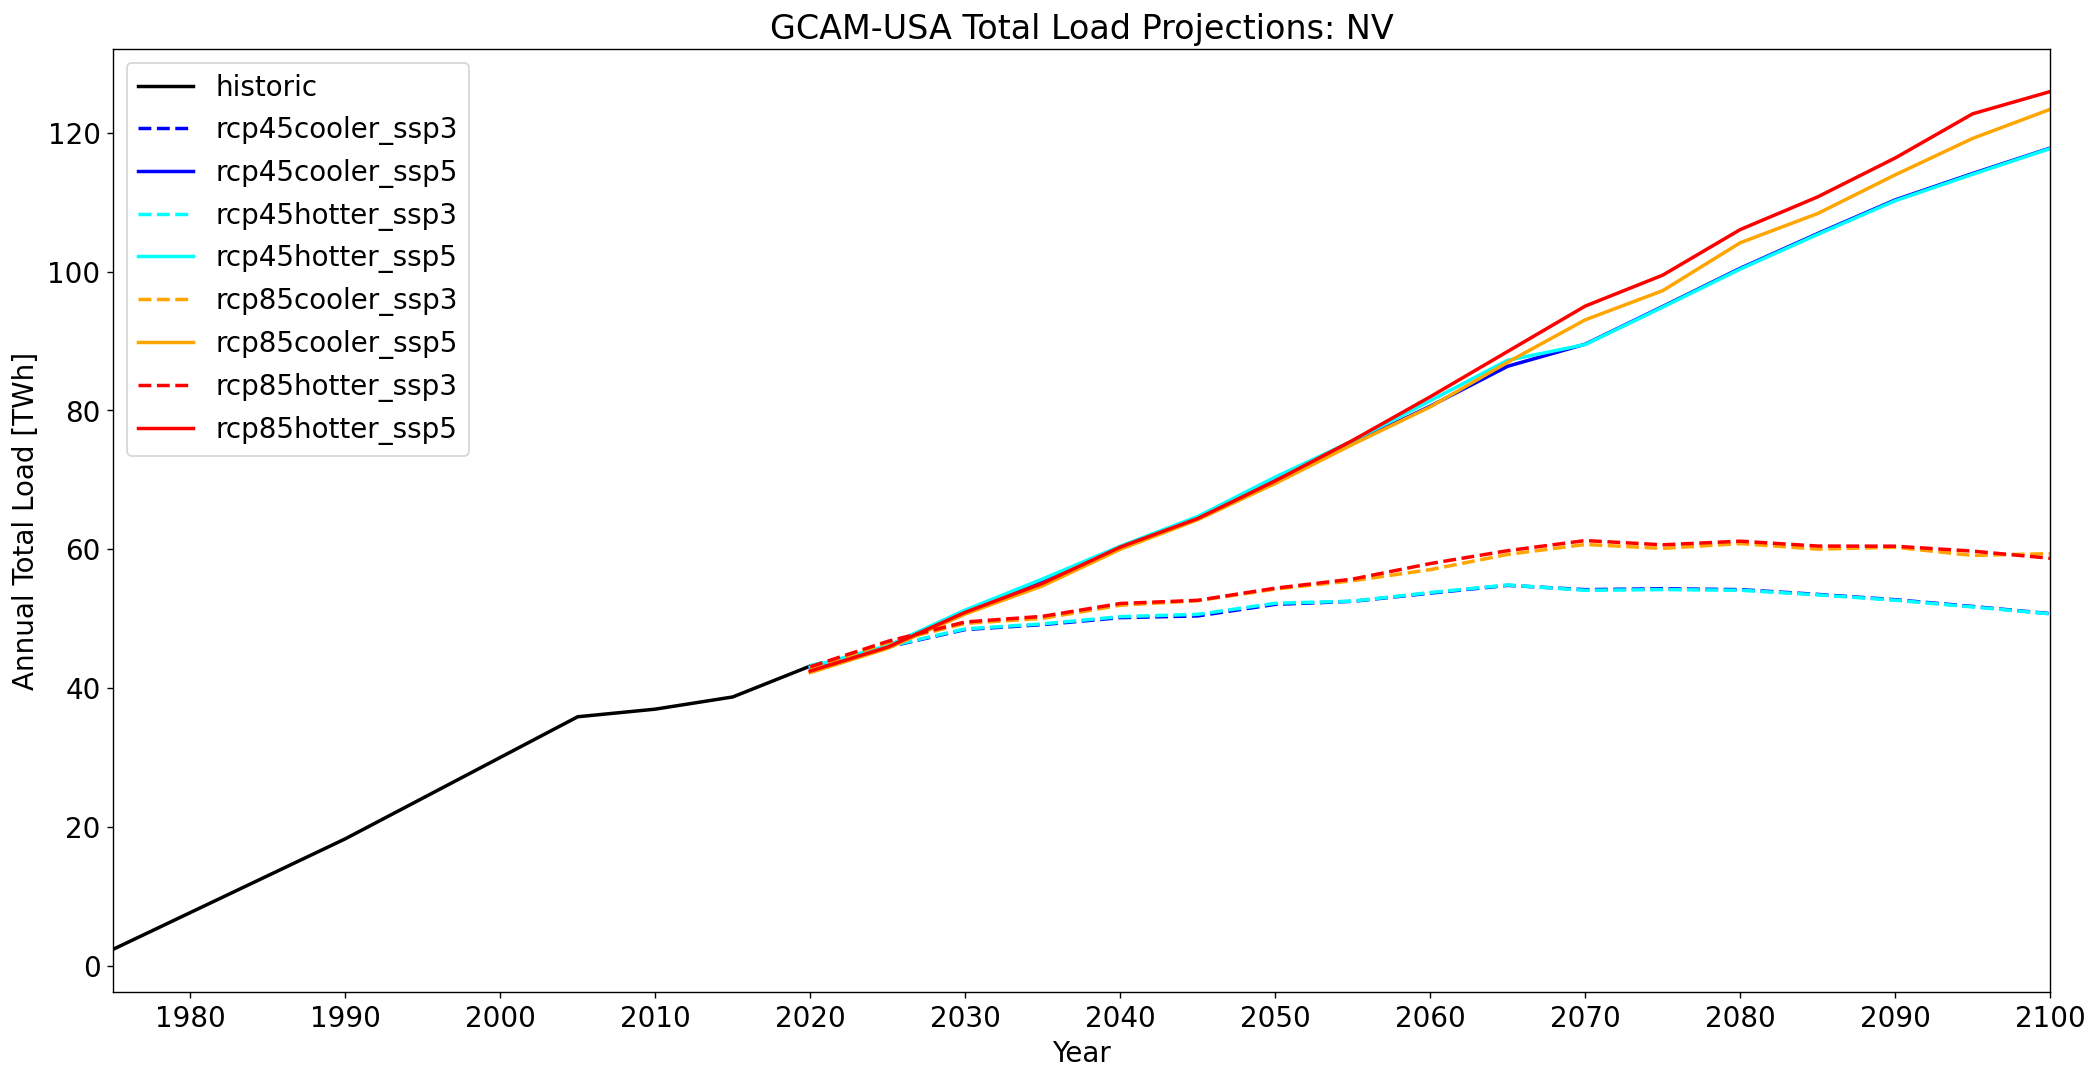 GCAM-USA Total Load Projections: NV
historic
rcp45cooler_ssp3
rcp45cooler_ssp5
rcp45hotter_ssp3
rcp45hotter_ssp5
rcp85cooler_ssp3
rcp85cooler_ssp5
rcp85hotter_ssp3
rcp85hotter_ssp5
Annual Total Load [TWh]
120
100
80
60
40
20
0
1980 1990 2000 2010 2020 2030 2040 2050 2060 2070 2080 2090 2100
Year